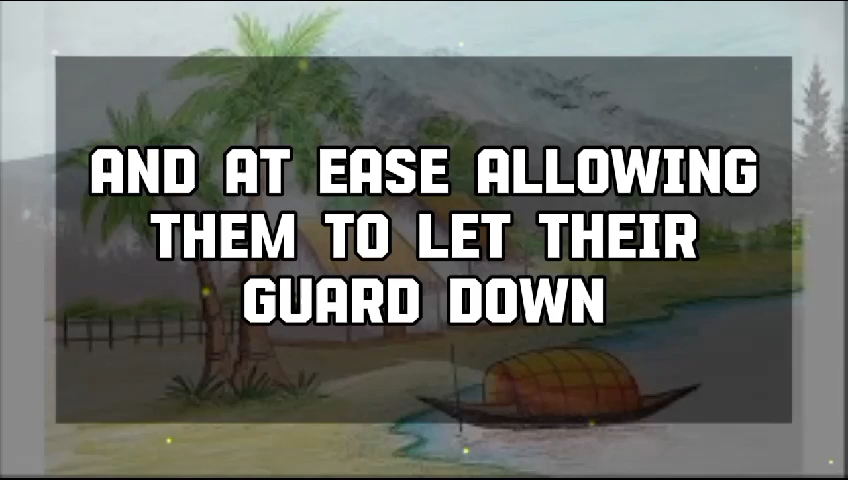 AND AT EASE ALLOWING
THEM TO LET THEIR
GUARD DOWN